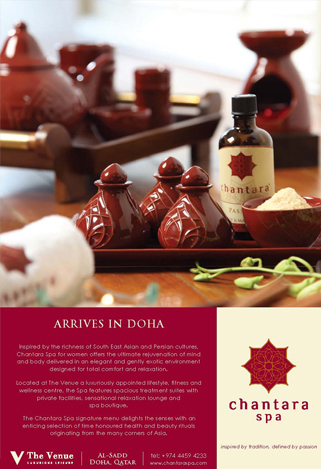 chantara
ARRIVES IN DOHA
Inspired by the richness of South East Asian and Persian cultures,
Chantara Spa for women offers the ultimate rejuvenation of mind
and body delivered in an elegant and gently exotic environment
designed for total comfort and relaxation.
Located at The Venue a luxuriously appointed lifestyle, fitness and
wellness centre, the Spa features spacious treatment suites with
private facilities, sensational relaxation lounge and
spa boutique.
The Chantara Spa signature menu delights the senses with an
enticing selection of time honoured health and beauty rituals
originating from the many corners of Asia.
chantara
spa
inspired by tradition, defined by passion
The Venue
LUXURIOUS LEISURE
AL-SADD
DOHA, QATAR
Tel: +974 4459 4233
www.chantaraspa.com